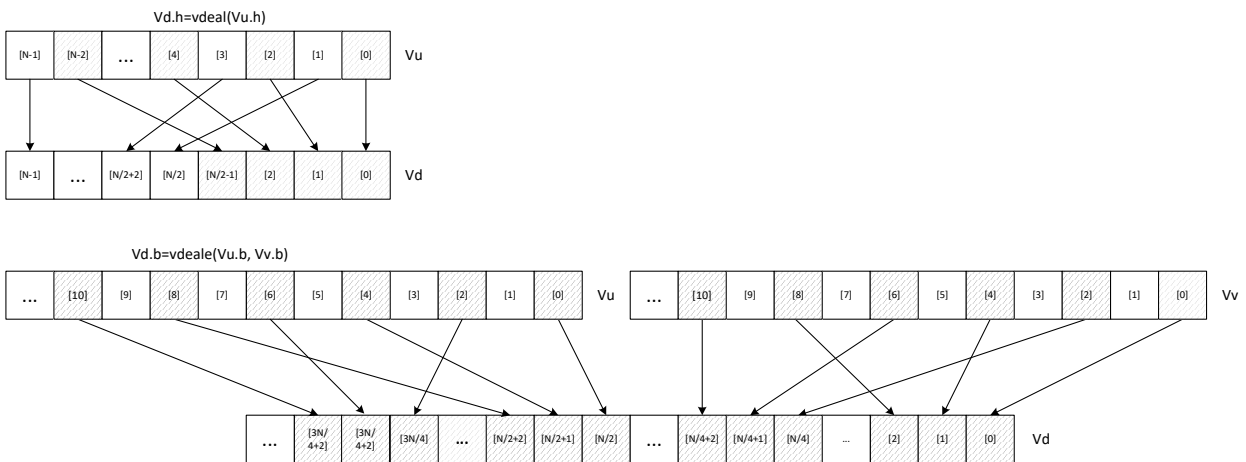 Vd.h=vdeal(Vu.h)
[N-1] [N-2] ... [4] [3] [2] [1] [0] Vu
[N-1] ... [N/2+2] [N/2] [N/2-1] [2] [1] [0] Vd
Vd.b=vdeale(Vu.b, Vv.b)
... [10] [9] [8] [7] [6] [5] [4] [3] [2] [1] [0] Vu ... [10] [9] [8] [7] [6] [5] [4] [3] [2] [1] [0] Vv
... [3N/ [3N/ [3N/4] ... [N/2+2] [N/2+1] [N/2] ... [N/4+2] [N/4+1] [N/4] ... [2] [1] [0] Vd
4+2] 4+2]